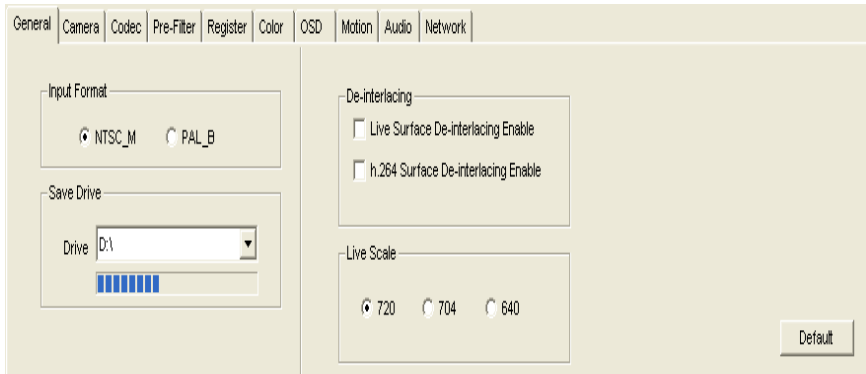 General Camera Codec Pre-Filter Register Color OSD Motion Audio Network
Input Format
NTSC_M PAL_B
Save Drive
Drive D:\
De-interlacing
Live Surface De-interlacing Enable
h.264 Surface De-interlacing Enable
Live Scale
720 704 640
Default